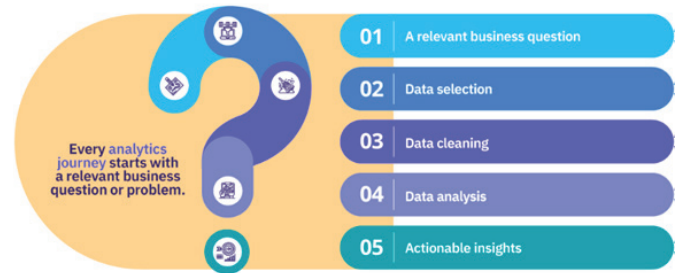 Every analytics
journey starts with
a relevant business
question or problem.
01 A relevant business question
02 Data selection
03 Data cleaning
04 Data analysis
05 Actionable insights